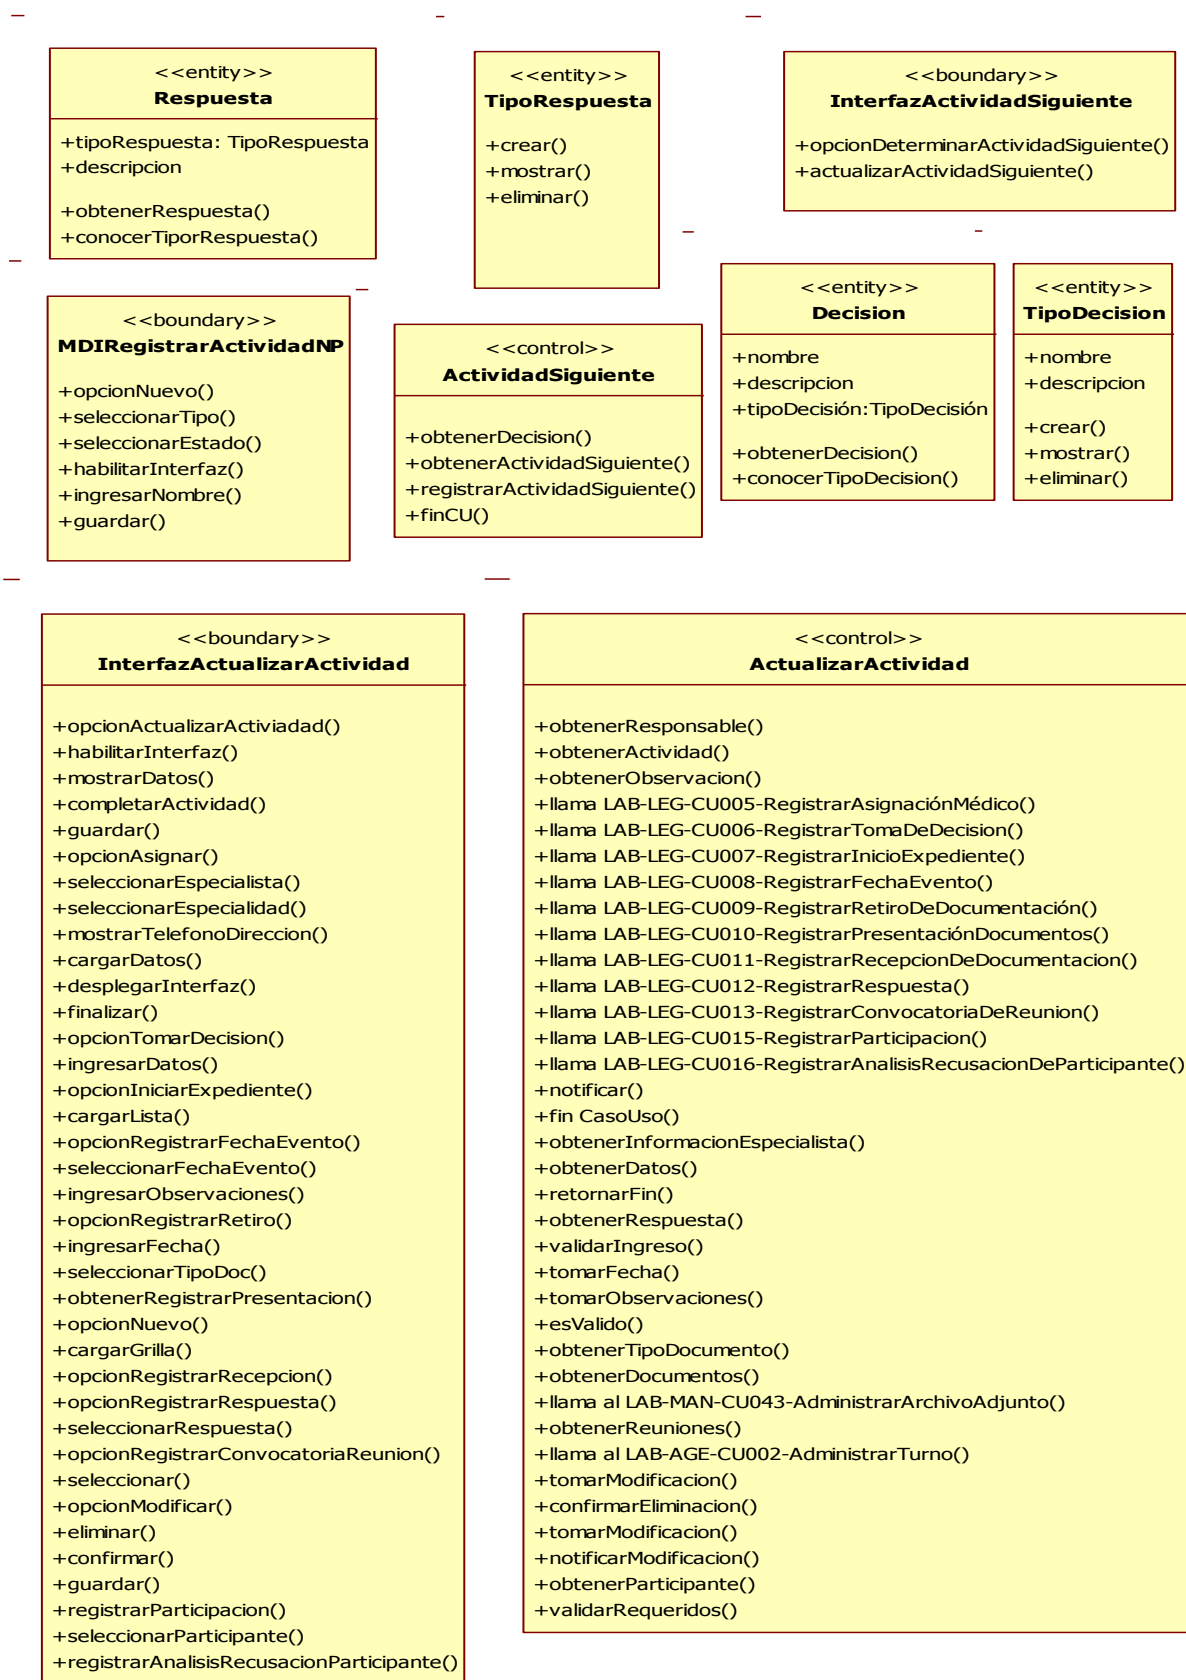 <<entity>>
Respuesta
+tipoRespuesta: TipoRespuesta
+descripcion
+obtenerRespuesta()
+conocerTiporRespuesta()
<<entity>>
TipoRespuesta
+crear()
+mostrar()
+eliminar()
<<boundary>>
InterfazActividadSiguiente
+opcionDeterminarActividadSiguiente()
+actualizarActividadSiguiente()
<<boundary>>
MDIRegistrarActividadNP
+opcionNuevo()
+seleccionarTipo()
+seleccionarEstado()
+habilitarInterfaz()
+ingresarNombre()
+guardar()
<<control>>
ActividadSiguiente
+obtenerDecision()
+obtenerActividadSiguiente()
+registrarActividadSiguiente()
+finCU()
<<entity>>
Decision
+nombre
+descripcion
+tipoDecisión:TipoDecisión
+obtenerDecision()
+conocerTipoDecision()
<<entity>>
TipoDecision
+nombre
+descripcion
+crear()
+mostrar()
+eliminar()
<<boundary>>
InterfazActualizarActividad
+opcionActualizarActiviadad()
+habilitarInterfaz()
+mostrarDatos()
+completarActividad()
+guardar()
+opcionAsignar()
+seleccionarEspecialista()
+seleccionarEspecialidad()
+mostrarTelefonoDireccion()
+cargarDatos()
+desplegarInterfaz()
+finalizar()
+opcionTomarDecision()
+ingresarDatos()
+opcionIniciarExpediente()
+cargarLista()
+opcionRegistrarFechaEvento()
+seleccionarFechaEvento()
+ingresarObservaciones()
+opcionRegistrarRetiro()
+ingresarFecha()
+seleccionarTipoDoc()
+obtenerRegistrarPresentacion()
+opcionNuevo()
+cargarGrilla()
+opcionRegistrarRecepcion()
+opcionRegistrarRespuesta()
+seleccionarRespuesta()
+opcionRegistrarConvocatoriaReunion()
+seleccionar()
+opcionModificar()
+eliminar()
+confirmar()
+guardar()
+registrarParticipacion()
+seleccionarParticipante()
+registrarAnalisisRecusacionParticipante()
<<control>>
ActualizarActividad
+obtenerResponsable()
+obtenerActividad()
+obtenerObservacion()
+llama LAB-LEG-CU005-RegistrarAsignaciónMédico()
+llama LAB-LEG-CU006-RegistrarTomaDeDecision()
+llama LAB-LEG-CU007-RegistrarInicioExpediente()
+llama LAB-LEG-CU008-RegistrarFechaEvento()
+llama LAB-LEG-CU009-RegistrarRetiroDeDocumentación()
+llama LAB-LEG-CU010-RegistrarPresentaciónDocumentos()
+llama LAB-LEG-CU011-RegistrarRecepcionDeDocumentacion()
+llama LAB-LEG-CU012-RegistrarRespuesta()
+llama LAB-LEG-CU013-RegistrarConvocatoriaDeReunion()
+llama LAB-LEG-CU015-RegistrarParticipacion()
+llama LAB-LEG-CU016-RegistrarAnalisisRecusacionDeParticipante()
+notificar()
+fin CasoUso()
+obtenerInformacionEspecialista()
+obtenerDatos()
+retornarFin()
+obtenerRespuesta()
+validarIngreso()
+tomarFecha()
+tomarObservaciones()
+esValido()
+obtenerTipoDocumento()
+obtenerDocumentos()
+llama al LAB-MAN-CU043-AdministrarArchivoAdjunto()
+obtenerReuniones()
+llama al LAB-AGE-CU002-AdministrarTurno()
+tomarModificacion()
+confirmarEliminacion()
+tomarModificacion()
+notificarModificacion()
+obtenerParticipante()
+validarRequeridos()